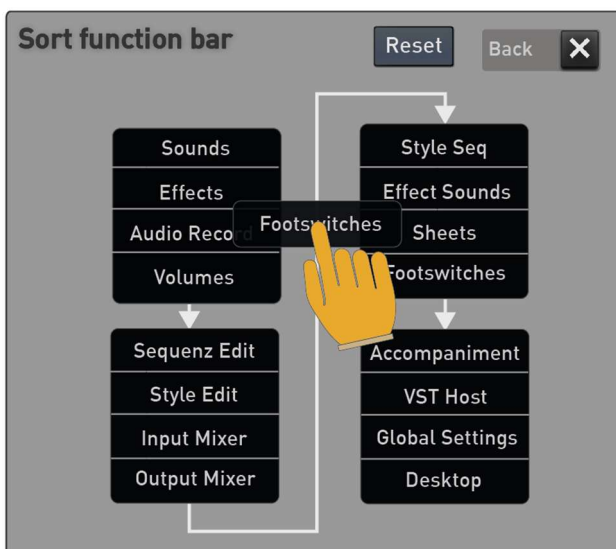 Sort function bar
Reset
Back
Sounds
Effects
Audio Record
Volumes
Sequenz Edit
Style Edit
Input Mixer
Output Mixer
Footswitches
Style Seq
Effect Sounds
Sheets
Footswitches
Accompaniment
VST Host
Global Settings
Desktop